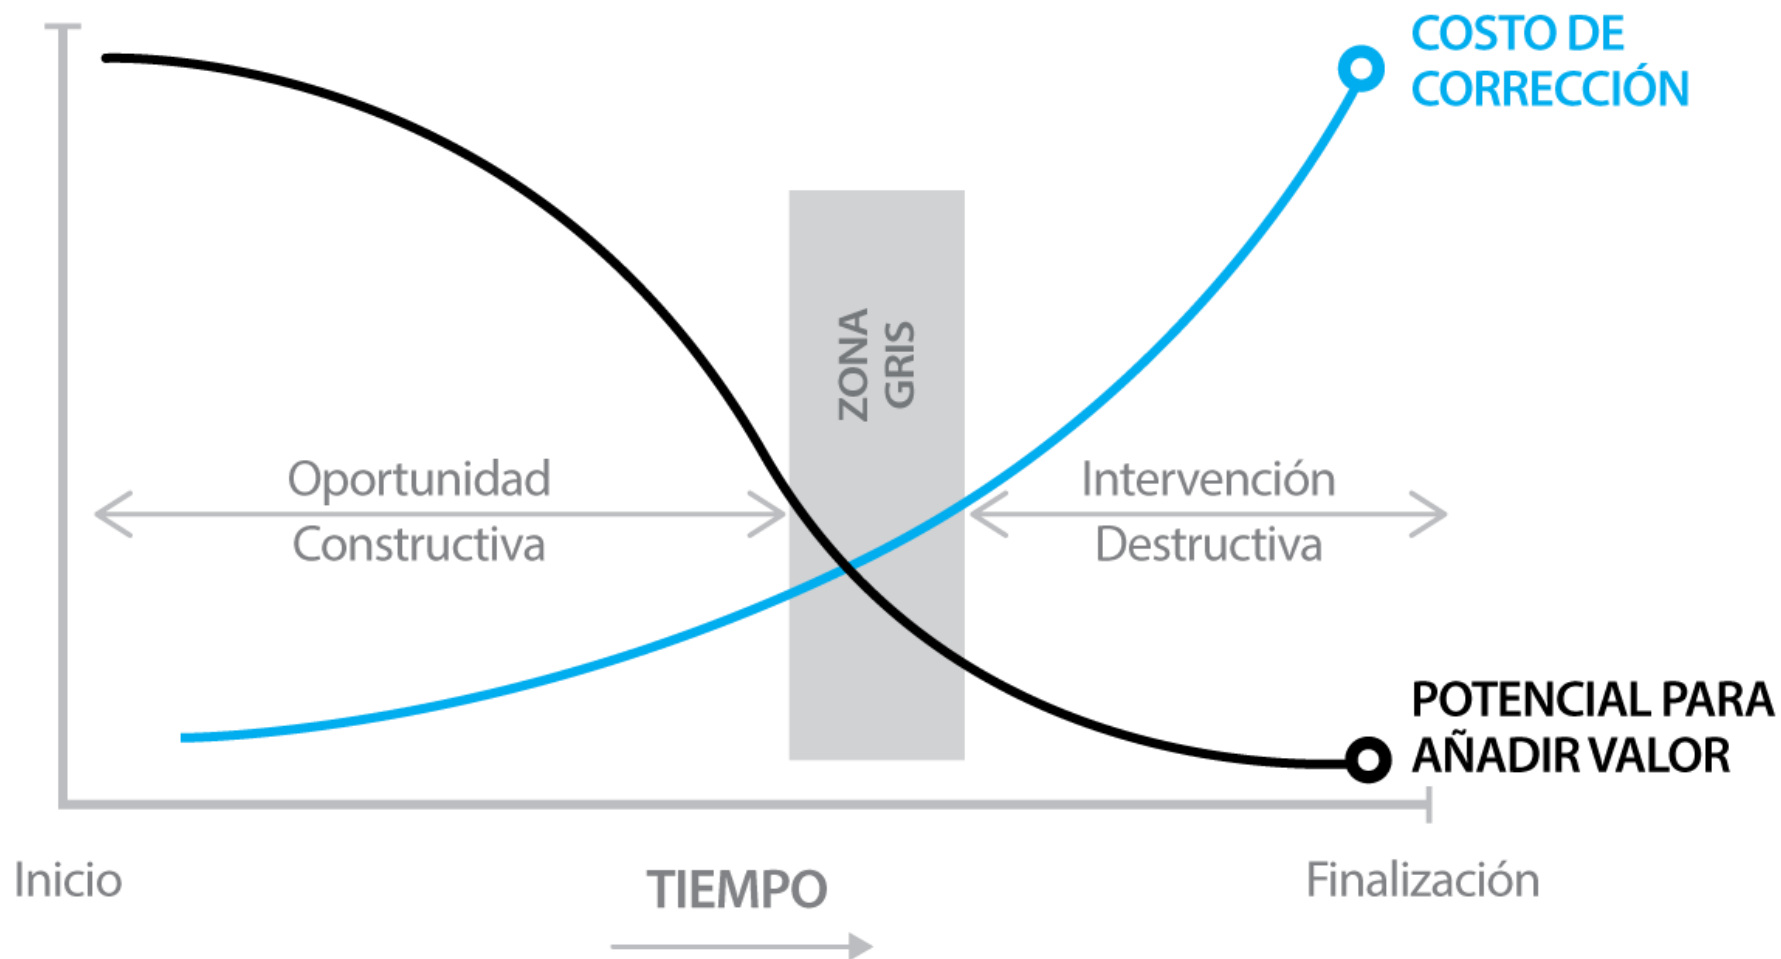 COSTO DE
CORRECCIÓN
ZONA
GRIS
Oportunidad
Constructiva
Intervención
Destructiva
POTENCIAL PARA
AÑADIR VALOR
Inicio
TIEMPO
Finalización